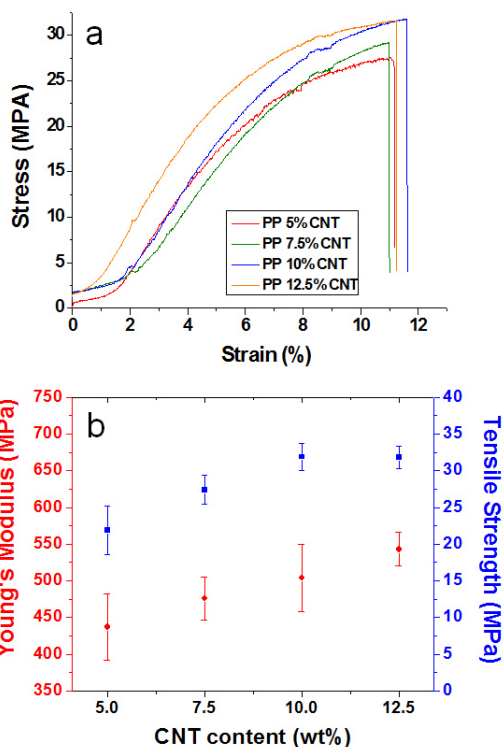 a
Stress (MPA)
30
25
20
15
10
5
0
PP 5%CNT
PP 7.5%CNT
PP 10%CNT
PP 12.5%CNT
0 2 4 6 8 10 12
Strain (%)
b
Young's Modulus (MPa)
750
700
650
600
550
500
450
400
350
40
35
30
25
20
15
10
5
0
Tensile Strength (MPa)
5.0 7.5 10.0 12.5
CNT content (wt%)